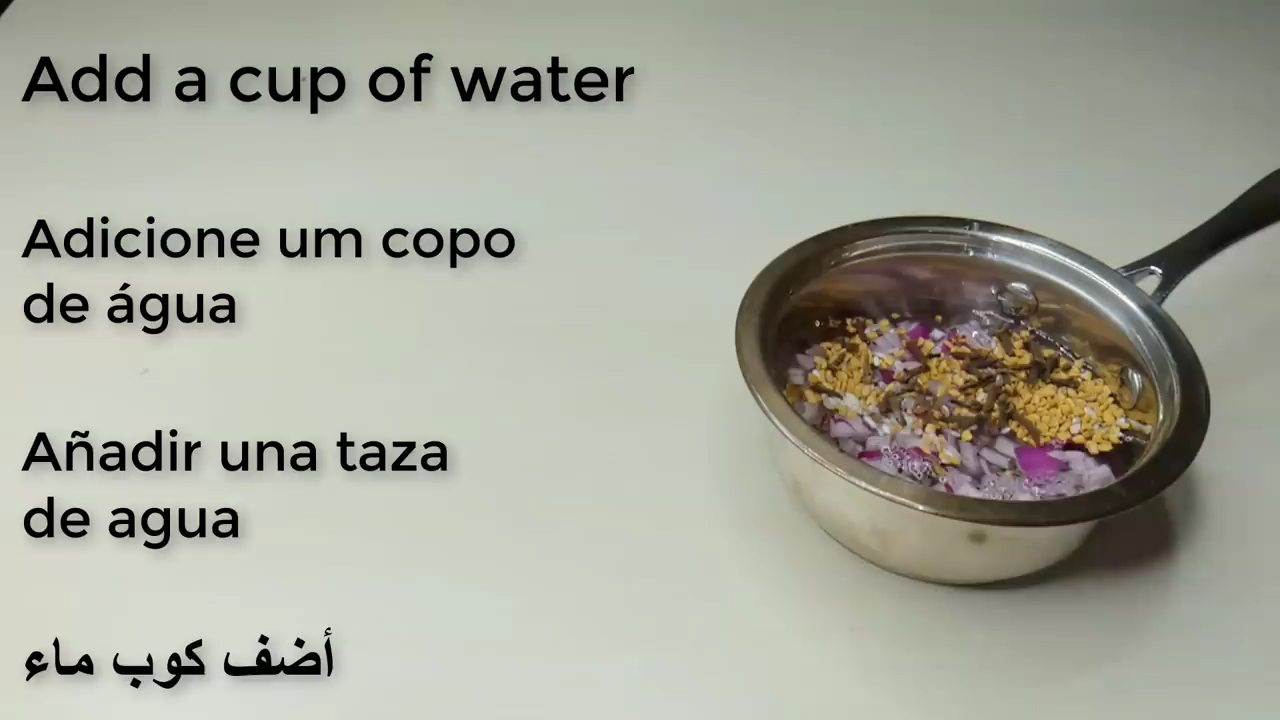 Add a cup of water
Adicione um copo
de água
Añadir una taza
de agua
أضف كوب ماء